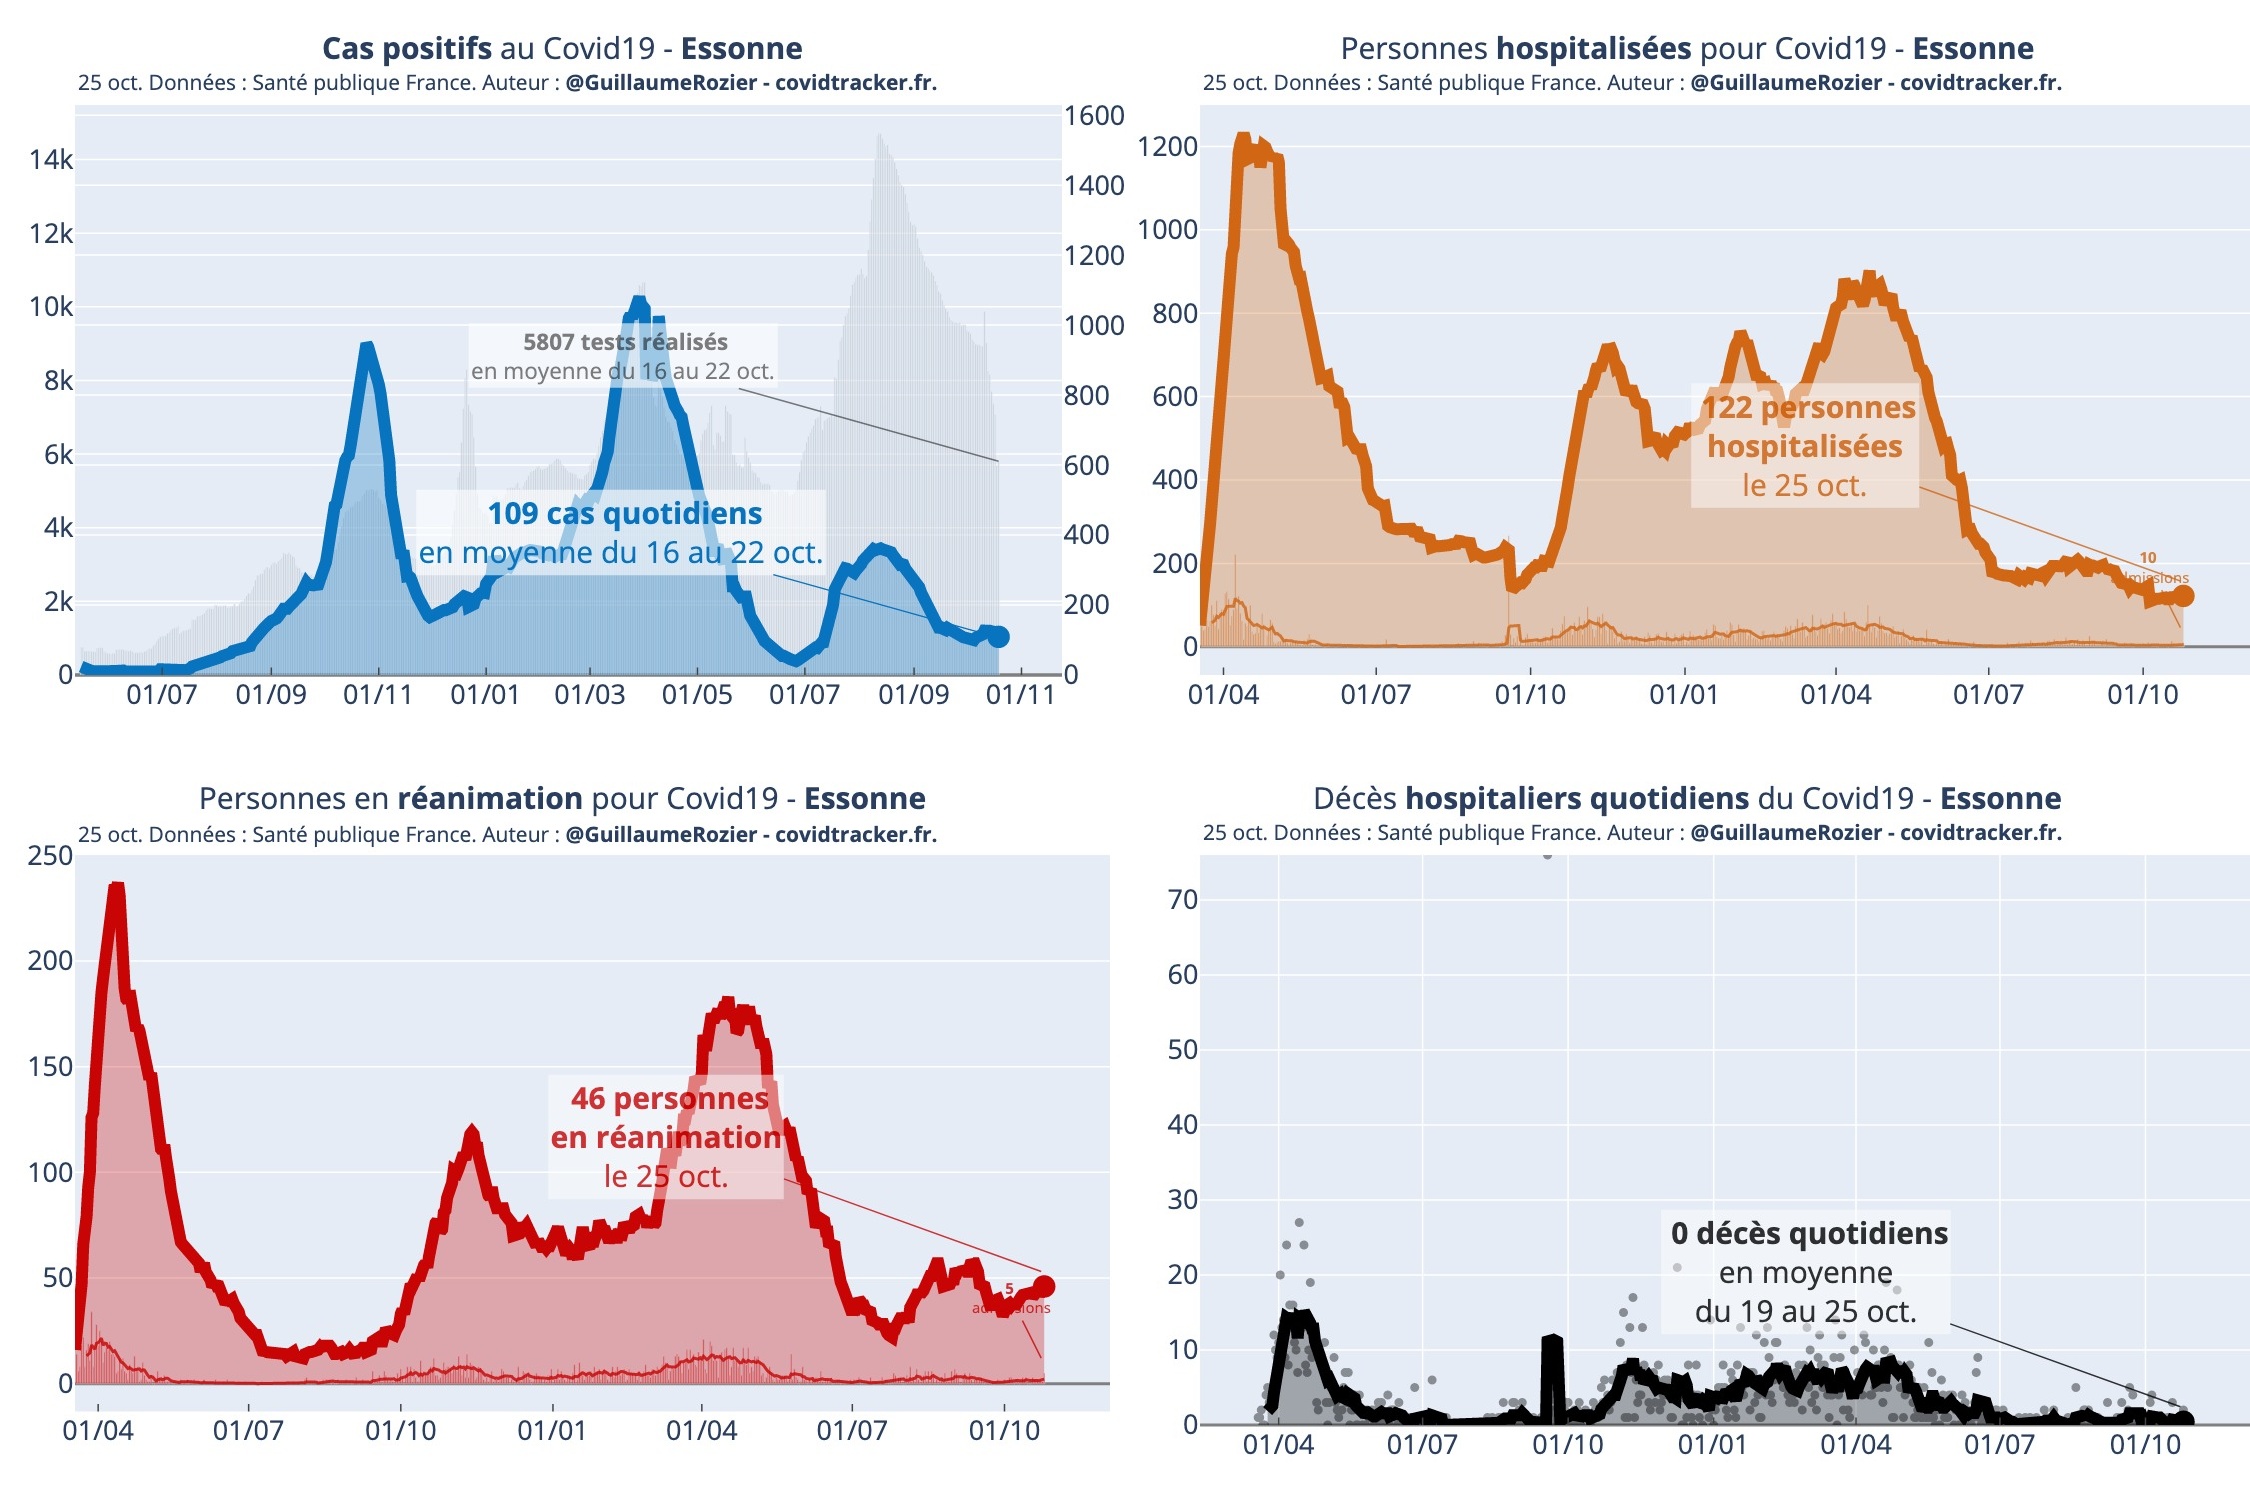 Cas positifs au Covid19 - Essonne
25 oct. Données : Santé publique France. Auteur : @GuillaumeRozier - covidtracker.fr.
14k
12k
10k
8k
6k
4k
2k
0
1600
1400
1200
1000
800
600
400
200
0
5807 tests réalisés
en moyenne du 16 au 22 oct.
109 cas quotidiens
en moyenne du 16 au 22 oct.
01/07 01/09 01/11 01/01 01/03 01/05 01/07 01/09 01/11
Personnes hospitalisées pour Covid19 - Essonne
25 oct. Données : Santé publique France. Auteur : @GuillaumeRozier - covidtracker.fr.
1200
1000
800
600
400
200
0
122 personnes
hospitalisées
le 25 oct.
10
admissions
01/04 01/07 01/10 01/01 01/04 01/07 01/10
Personnes en réanimation pour Covid19 - Essonne
25 oct. Données : Santé publique France. Auteur : @GuillaumeRozier - covidtracker.fr.
250
200
150
100
50
0
46 personnes
en réanimation
le 25 oct.
5
admissions
01/04 01/07 01/10 01/01 01/04 01/07 01/10
Décès hospitaliers quotidiens du Covid19 - Essonne
25 oct. Données : Santé publique France. Auteur : @GuillaumeRozier - covidtracker.fr.
70
60
50
40
30
20
10
0
0 décès quotidiens
en moyenne
du 19 au 25 oct.
01/04 01/07 01/10 01/01 01/04 01/07 01/10